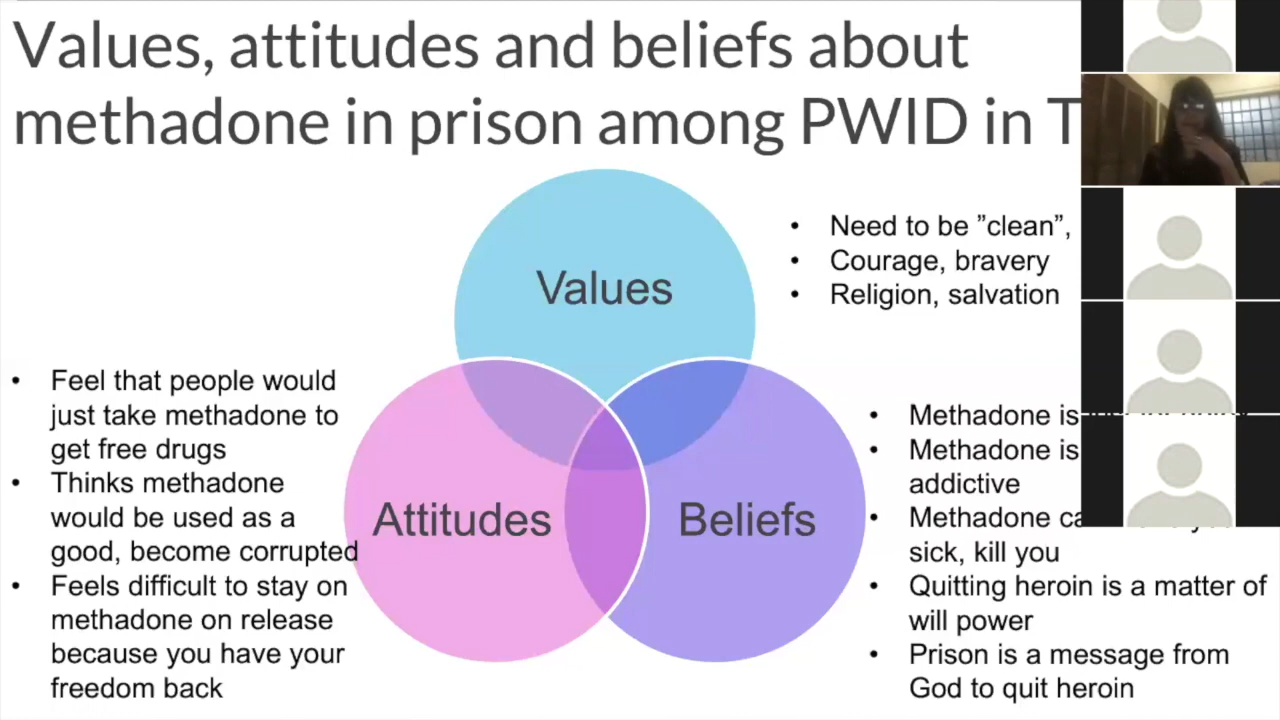 Values, attitudes and beliefs about
methadone in prison among PWID in T
Values
• Need to be ”clean”,
• Courage, bravery
• Religion, salvation
Attitudes
• Feel that people would
just take methadone to
get free drugs
• Thinks methadone
would be used as a
good, become corrupted
• Feels difficult to stay on
methadone on release
because you have your
freedom back
Beliefs
• Methadone is
• Methadone is
addictive
• Methadone
sick, kill you
• Quitting heroin is a matter of
will power
• Prison is a message from
God to quit heroin